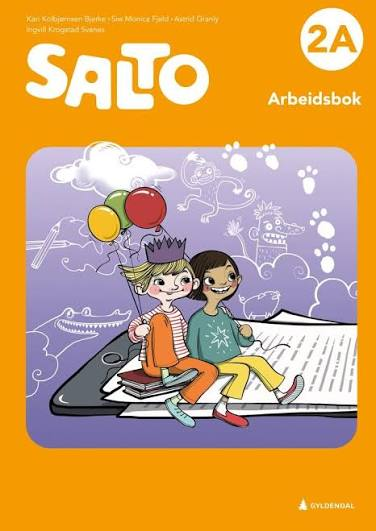 Kari Kolbjørnsen Bjerke • Siw Monica Fjeld • Astrid Granly
Ingvill Krogstad Svanes
2A
SALTO
Arbeidsbok
GYLDENDAL